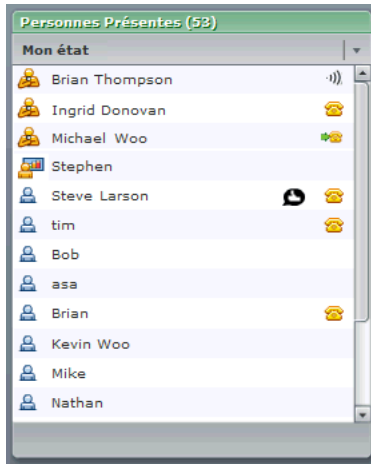 Personnes Présentes (53)
Mon état
Brian Thompson
Ingrid Donovan
Michael Woo
Stephen
Steve Larson
tim
Bob
asa
Brian
Kevin Woo
Mike
Nathan